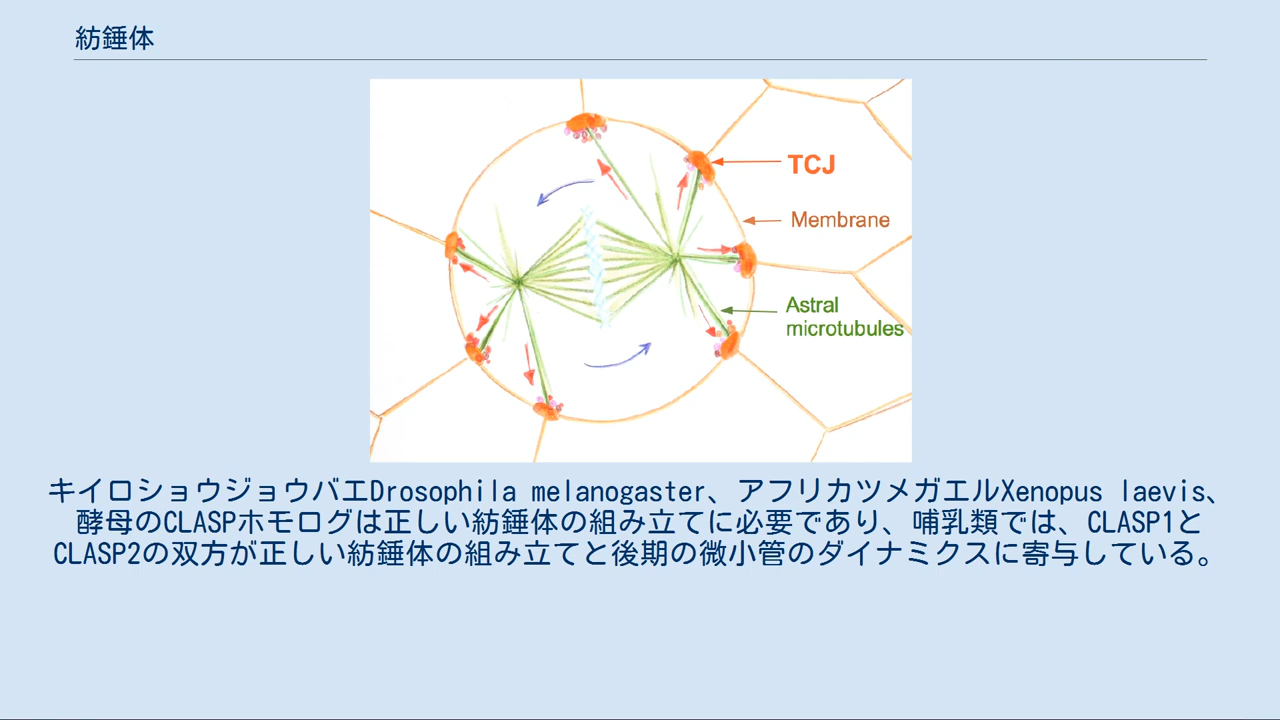 紡錘体
TCJ
Membrane
Astral
microtubules
キイロショウジョウバエDrosophila melanogaster、アフリカツメガエルXenopus laevis、
酵母のCLASPホモログは正しい紡錘体の組み立てに必要であり、哺乳類では、CLASP1と
CLASP2の双方が正しい紡錘体の組み立てと後期の微小管のダイナミクスに寄与している。